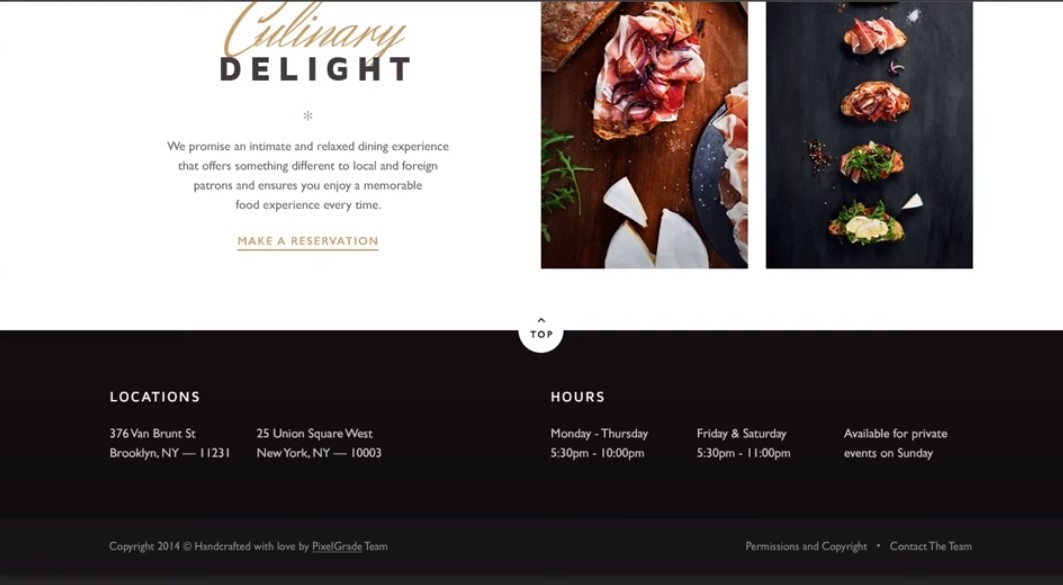 Culinary
DELIGHT
We promise an intimate and relaxed dining experience
that offers something different to local and foreign
patrons and ensures you enjoy a memorable
food experience every time.
MAKE A RESERVATION
TOP
LOCATIONS
376 Van Brunt St
Brooklyn, NY — 11231
25 Union Square West
New York, NY — 10003
HOURS
Monday - Thursday
5:30pm - 10:00pm
Friday & Saturday
5:30pm - 11:00pm
Available for private
events on Sunday
Copyright 2014 © Handcrafted with love by PixelGrade Team
Permissions and Copyright • Contact The Team